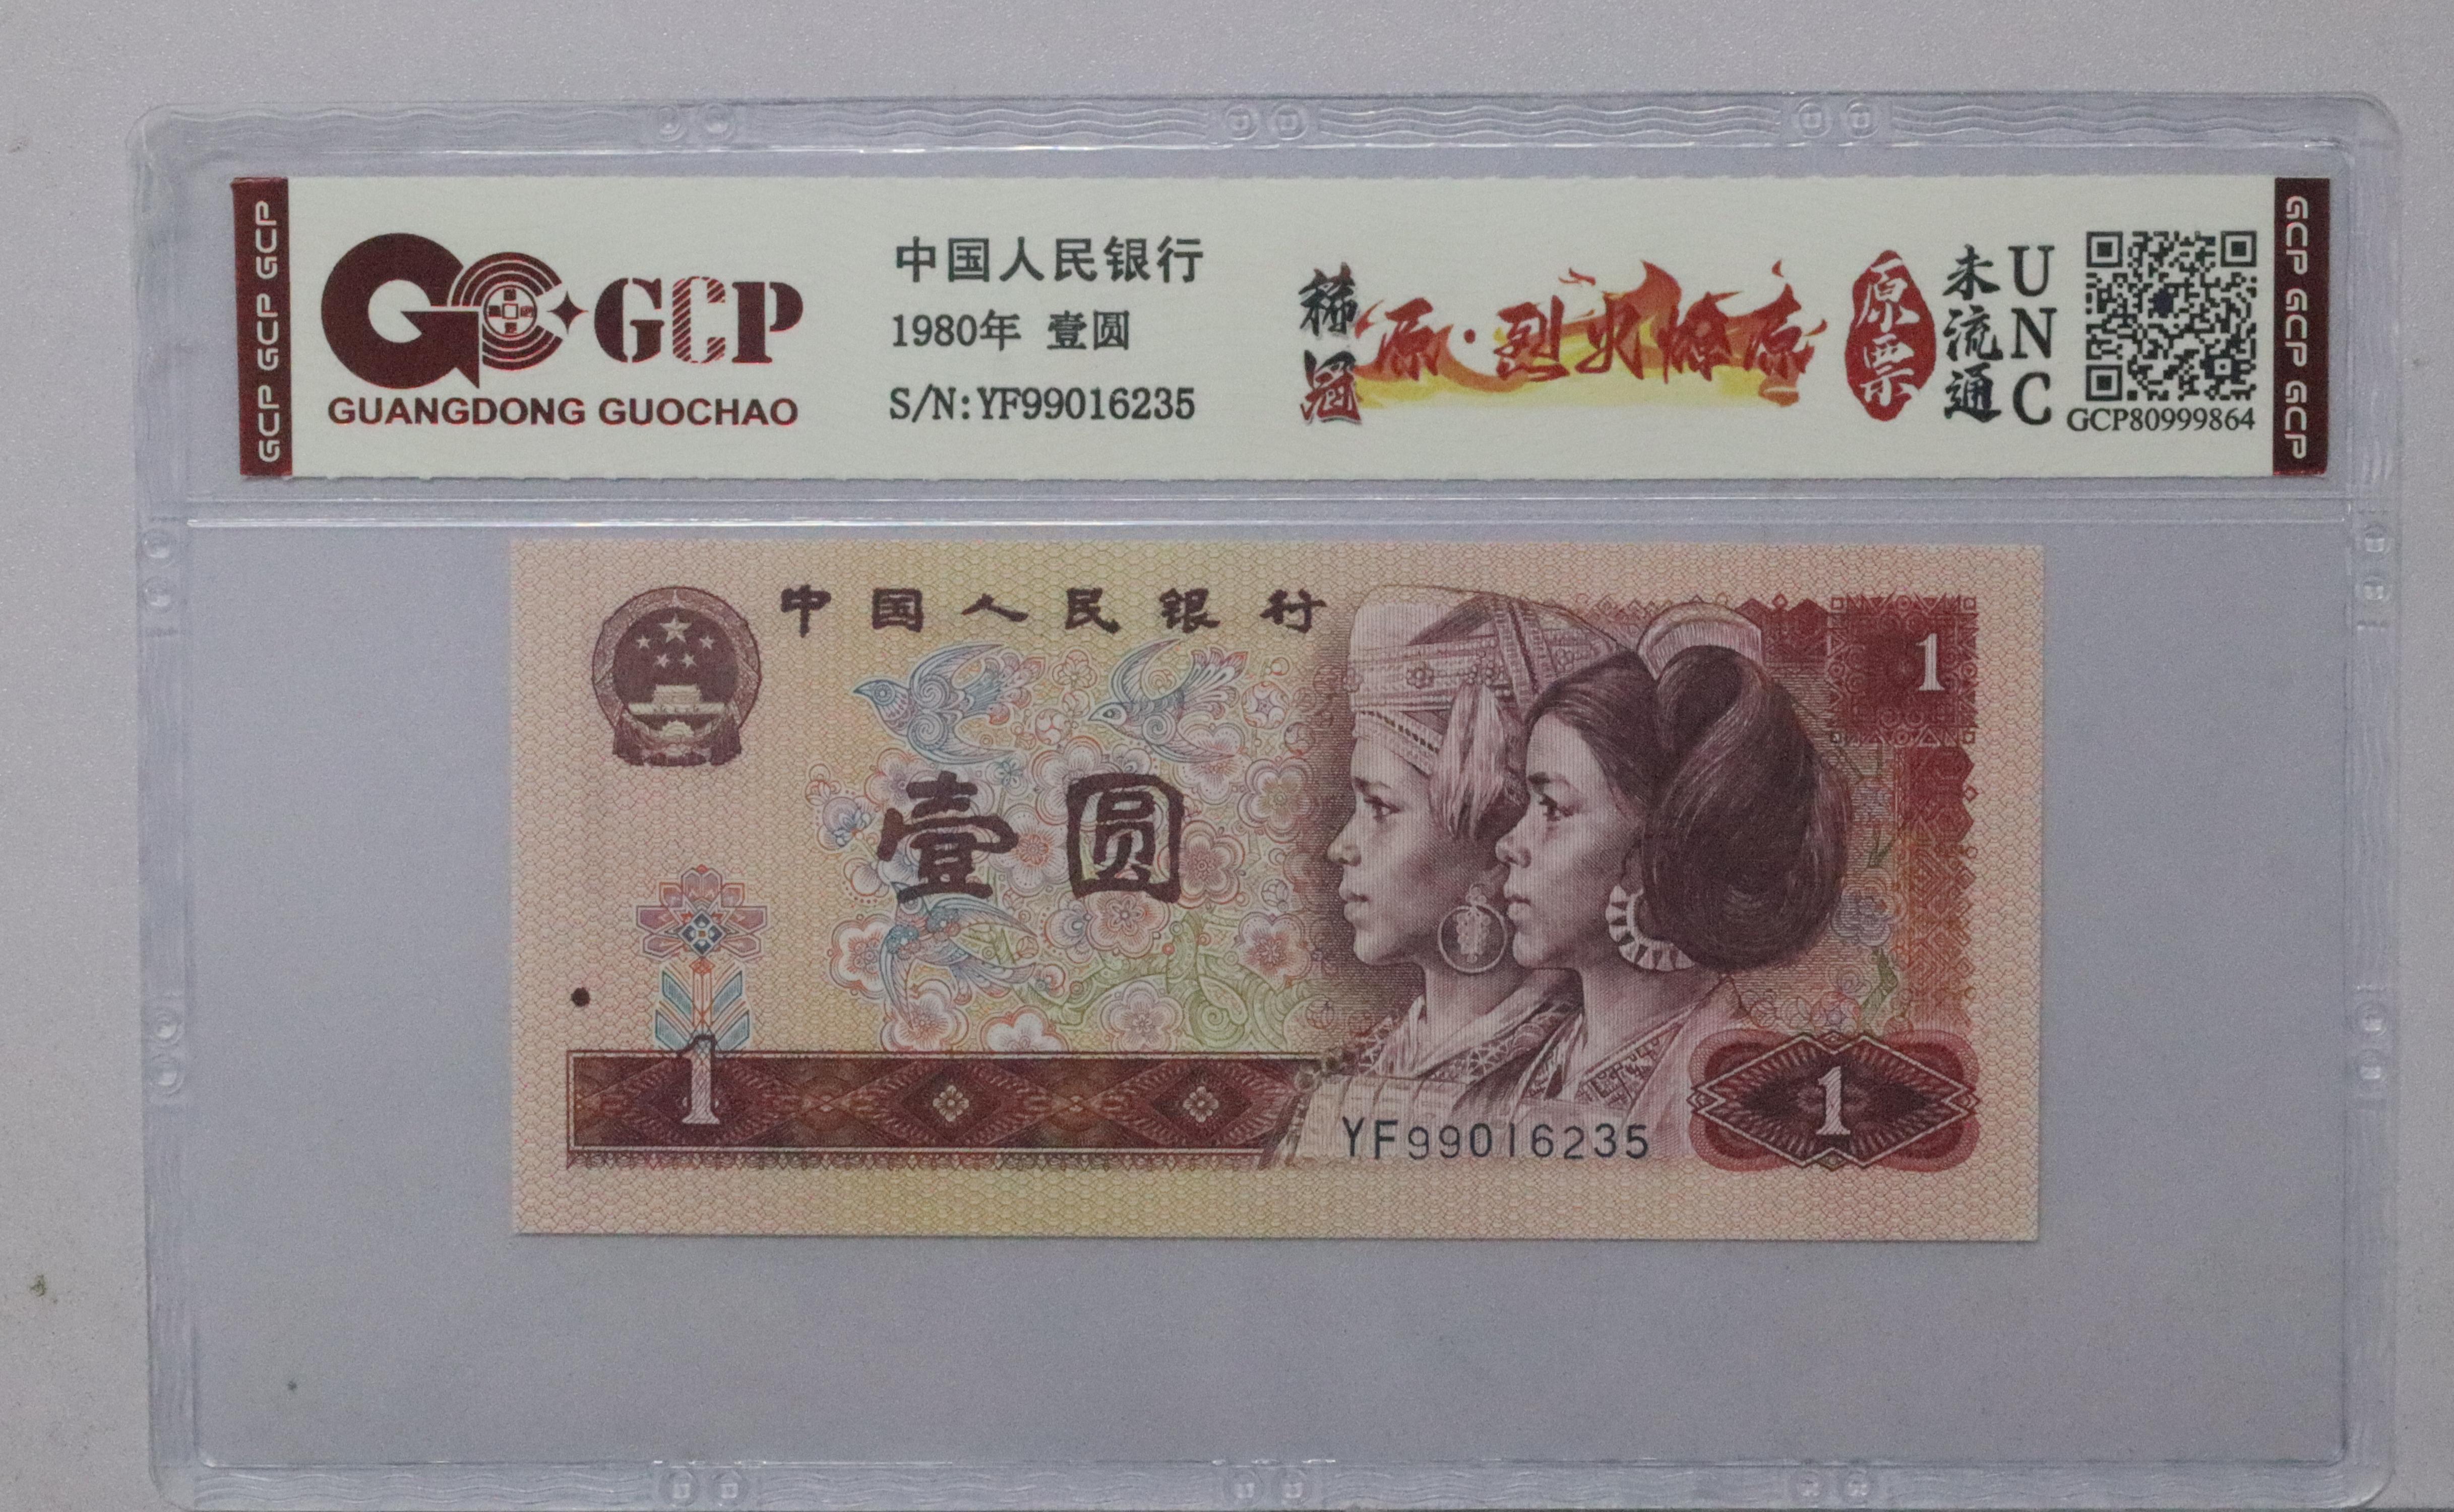 GCP GCP GCP
GCP
GUANGDONG GUOCHAO
中国人民银行
1980年 壹圆
S/N:YF99016235
稀冠
原·烈火燎原
原票
未流通
UNC
GCP80999864
GCP GCP GCP
中国人民银行
1
壹圆
1
1
YF99016235